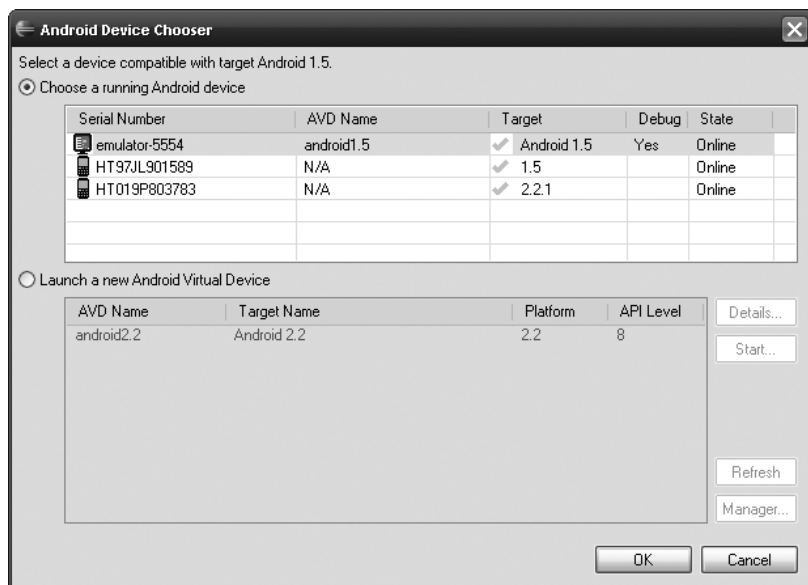 Android Device Chooser
Select a device compatible with target Android 1.5.
Choose a running Android device
Serial Number AVD Name Target Debug State
emulator-5554 android1.5 Android 1.5 Yes Online
HT97JL901589 N/A 1.5 Online
HT019P803783 N/A 2.2.1 Online
Launch a new Android Virtual Device
AVD Name Target Name Platform API Level Details...
android2.2 Android 2.2 2.2 8
Start...
Refresh
Manager...
OK Cancel